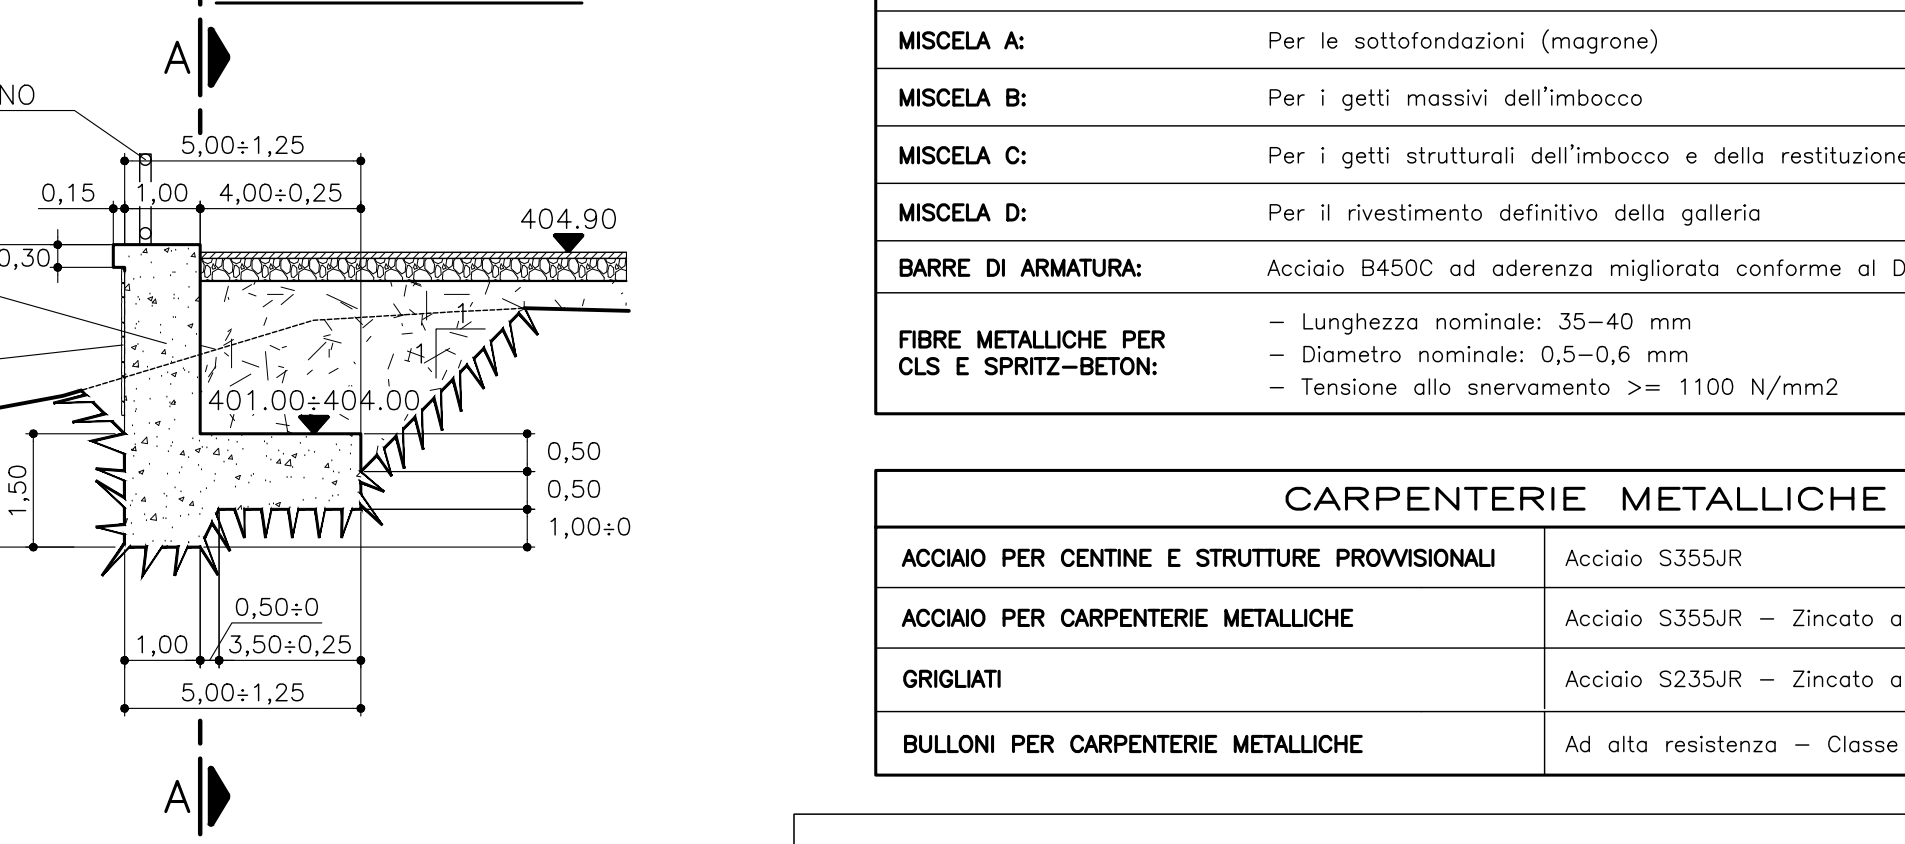 A
NO
5,00÷1,25
0,15
1,00
4,00÷0,25
404.90
0,30
1
1
401.00÷404.00
0,50
0,50
1,00÷0
1,50
0,50÷0
1,00
3,50÷0,25
5,00÷1,25
A
MISCELA A: Per le sottofondazioni (magrone)
MISCELA B: Per i getti massivi dell'imbocco
MISCELA C: Per i getti strutturali dell'imbocco e della restituzione
MISCELA D: Per il rivestimento definitivo della galleria
BARRE DI ARMATURA: Acciaio B450C ad aderenza migliorata conforme al D
FIBRE METALLICHE PER
CLS E SPRITZ-BETON:
- Lunghezza nominale: 35-40 mm
- Diametro nominale: 0,5-0,6 mm
- Tensione allo snervamento >= 1100 N/mm2
CARPENTERIE METALLICHE
ACCIAIO PER CENTINE E STRUTTURE PROVVISIONALI Acciaio S355JR
ACCIAIO PER CARPENTERIE METALLICHE Acciaio S355JR - Zincato a
GRIGLIATI Acciaio S235JR - Zincato a
BULLONI PER CARPENTERIE METALLICHE Ad alta resistenza - Classe